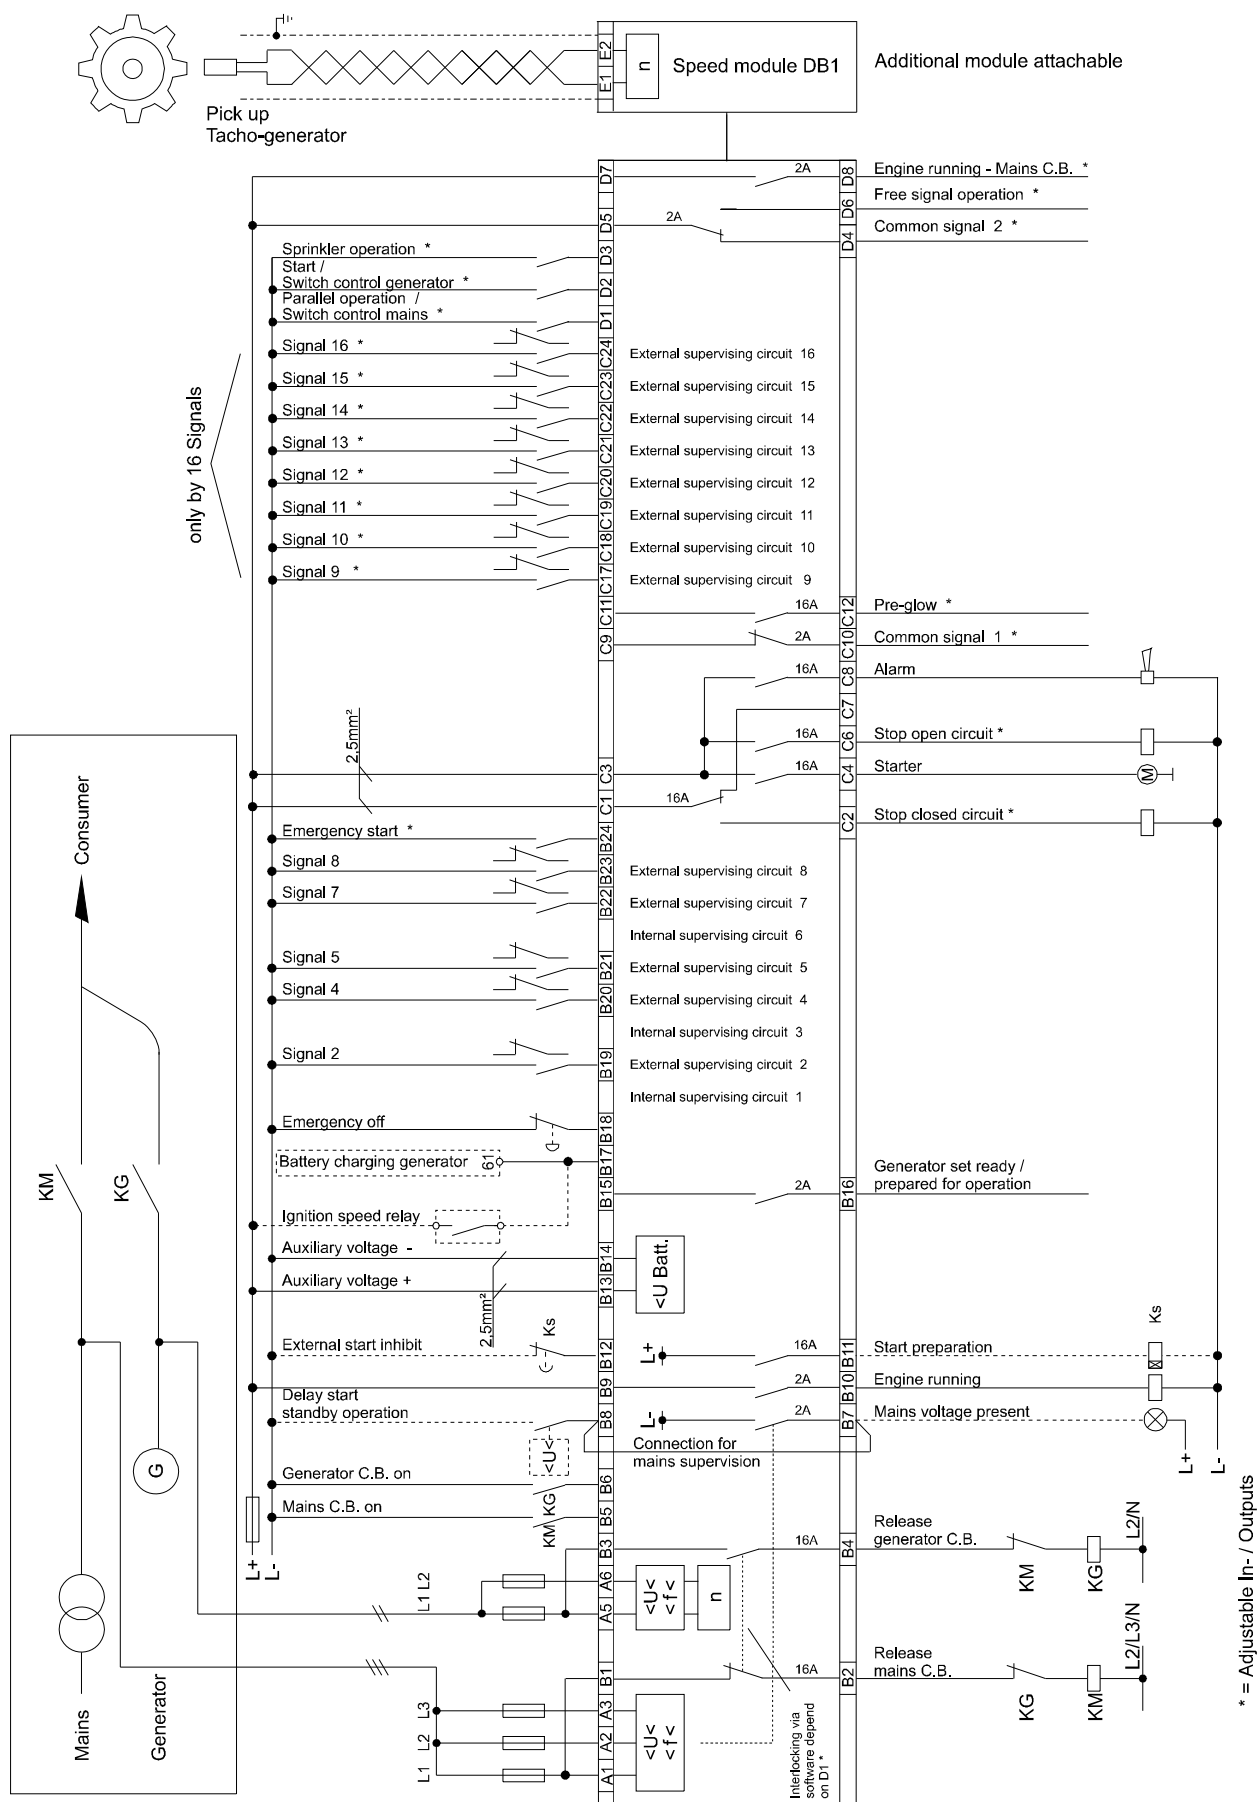 E2
E1
n
Speed module DB1
Additional module attachable
Pick up
Tacho-generator
D7
2A
D8
Engine running - Mains C.B. *
D6
Free signal operation *
D5
2A
D4
Common signal 2 *
Sprinkler operation *
D3
Start /
Switch control generator *
D2
Parallel operation /
Switch control mains *
D1
only by 16 Signals
Signal 16 *
C24
External supervising circuit 16
Signal 15 *
C23
External supervising circuit 15
Signal 14 *
C22
External supervising circuit 14
Signal 13 *
C21
External supervising circuit 13
Signal 12 *
C20
External supervising circuit 12
Signal 11 *
C19
External supervising circuit 11
Signal 10 *
C18
External supervising circuit 10
Signal 9 *
C17
External supervising circuit 9
C11
16A
C12
Pre-glow *
C9
2A
C10
Common signal 1 *
16A
C8
Alarm
C7
2,5mm²
16A
C6
Stop open circuit *
C3
16A
C4
Starter
M
C1
16A
C2
Stop closed circuit *
Emergency start *
B24
Signal 8
B23
External supervising circuit 8
Signal 7
B22
External supervising circuit 7
Internal supervising circuit 6
Signal 5
B21
External supervising circuit 5
Signal 4
B20
External supervising circuit 4
Internal supervising circuit 3
Signal 2
B19
External supervising circuit 2
Internal supervising circuit 1
Emergency off
B18
Battery charging generator 61
B17
B15
2A
B16
Generator set ready /
prepared for operation
Ignition speed relay
Auxiliary voltage -
B14
Auxiliary voltage +
B13
<U Batt.
2,5mm²
External start inhibit
Ks
B12
L+
16A
B11
Start preparation
Ks
B9
2A
B10
Engine running
Delay start
standby operation
<U<
B8
L-
2A
B7
Mains voltage present
L+
L-
Connection for
mains supervision
Generator C.B. on
KG
B6
Mains C.B. on
KM
B5
L+
L-
B3
16A
B4
Release
generator C.B.
KM
KG
L2/N
L1 L2
A6
A5
<U<
<f<
n
B1
16A
B2
Release
mains C.B.
KG
KM
L2/L3/N
L3
A3
L2
A2
L1
A1
<U<
<f<
Interlocking via
software depend
on D1 *
Consumer
KM
KG
G
Mains
Generator
* = Adjustable In- / Outputs